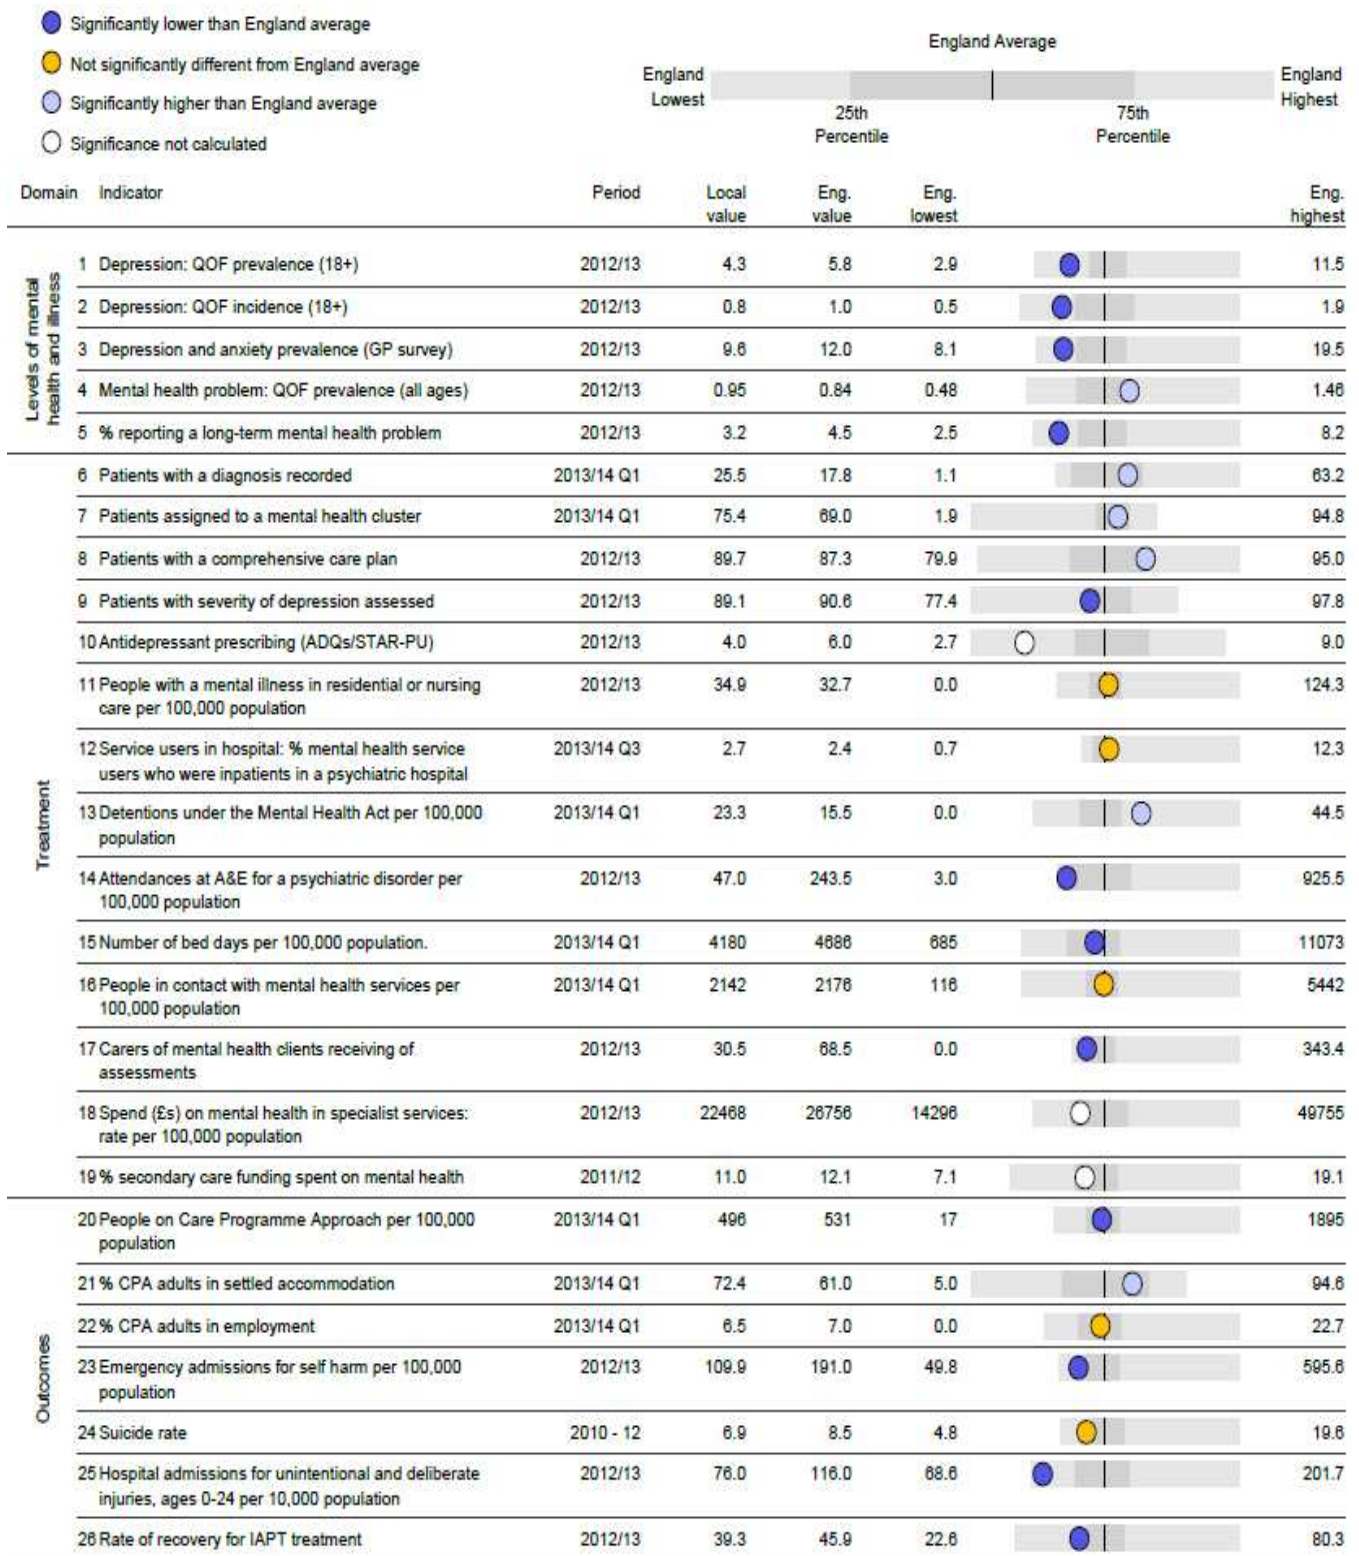 Significantly lower than England average
Not significantly different from England average
Significantly higher than England average
Significance not calculated
England Average
England Lowest
England Highest
25th Percentile
75th Percentile
Domain Indicator Period Local value Eng. value Eng. lowest Eng. highest
Levels of mental health and illness
1 Depression: QOF prevalence (18+) 2012/13 4.3 5.8 2.9 11.5
2 Depression: QOF incidence (18+) 2012/13 0.8 1.0 0.5 1.9
3 Depression and anxiety prevalence (GP survey) 2012/13 9.6 12.0 8.1 19.5
4 Mental health problem: QOF prevalence (all ages) 2012/13 0.95 0.84 0.48 1.46
5 % reporting a long-term mental health problem 2012/13 3.2 4.5 2.5 8.2
Treatment
6 Patients with a diagnosis recorded 2013/14 Q1 25.5 17.8 1.1 63.2
7 Patients assigned to a mental health cluster 2013/14 Q1 75.4 69.0 1.9 94.8
8 Patients with a comprehensive care plan 2012/13 89.7 87.3 79.9 95.0
9 Patients with severity of depression assessed 2012/13 89.1 90.6 77.4 97.8
10 Antidepressant prescribing (ADQs/STAR-PU) 2012/13 4.0 6.0 2.7 9.0
11 People with a mental illness in residential or nursing 2012/13 34.9 32.7 0.0 124.3
care per 100,000 population
12 Service users in hospital: % mental health service 2013/14 Q3 2.7 2.4 0.7 12.3
users who were inpatients in a psychiatric hospital
13 Detentions under the Mental Health Act per 100,000 2013/14 Q1 23.3 15.5 0.0 44.5
population
14 Attendances at A&E for a psychiatric disorder per 2012/13 47.0 243.5 3.0 925.5
100,000 population
15 Number of bed days per 100,000 population. 2013/14 Q1 4180 4686 685 11073
16 People in contact with mental health services per 2013/14 Q1 2142 2176 116 5442
100,000 population
17 Carers of mental health clients receiving of 2012/13 30.5 68.5 0.0 343.4
assessments
18 Spend (£s) on mental health in specialist services: 2012/13 22468 26756 14296 49755
rate per 100,000 population
19 % secondary care funding spent on mental health 2011/12 11.0 12.1 7.1 19.1
Outcomes
20 People on Care Programme Approach per 100,000 2013/14 Q1 496 531 17 1895
population
21 % CPA adults in settled accommodation 2013/14 Q1 72.4 61.0 5.0 94.6
22 % CPA adults in employment 2013/14 Q1 6.5 7.0 0.0 22.7
23 Emergency admissions for self harm per 100,000 2012/13 109.9 191.0 49.8 595.6
population
24 Suicide rate 2010 - 12 6.9 8.5 4.8 19.6
25 Hospital admissions for unintentional and deliberate 2012/13 76.0 116.0 68.6 201.7
injuries, ages 0-24 per 10,000 population
26 Rate of recovery for IAPT treatment 2012/13 39.3 45.9 22.6 80.3